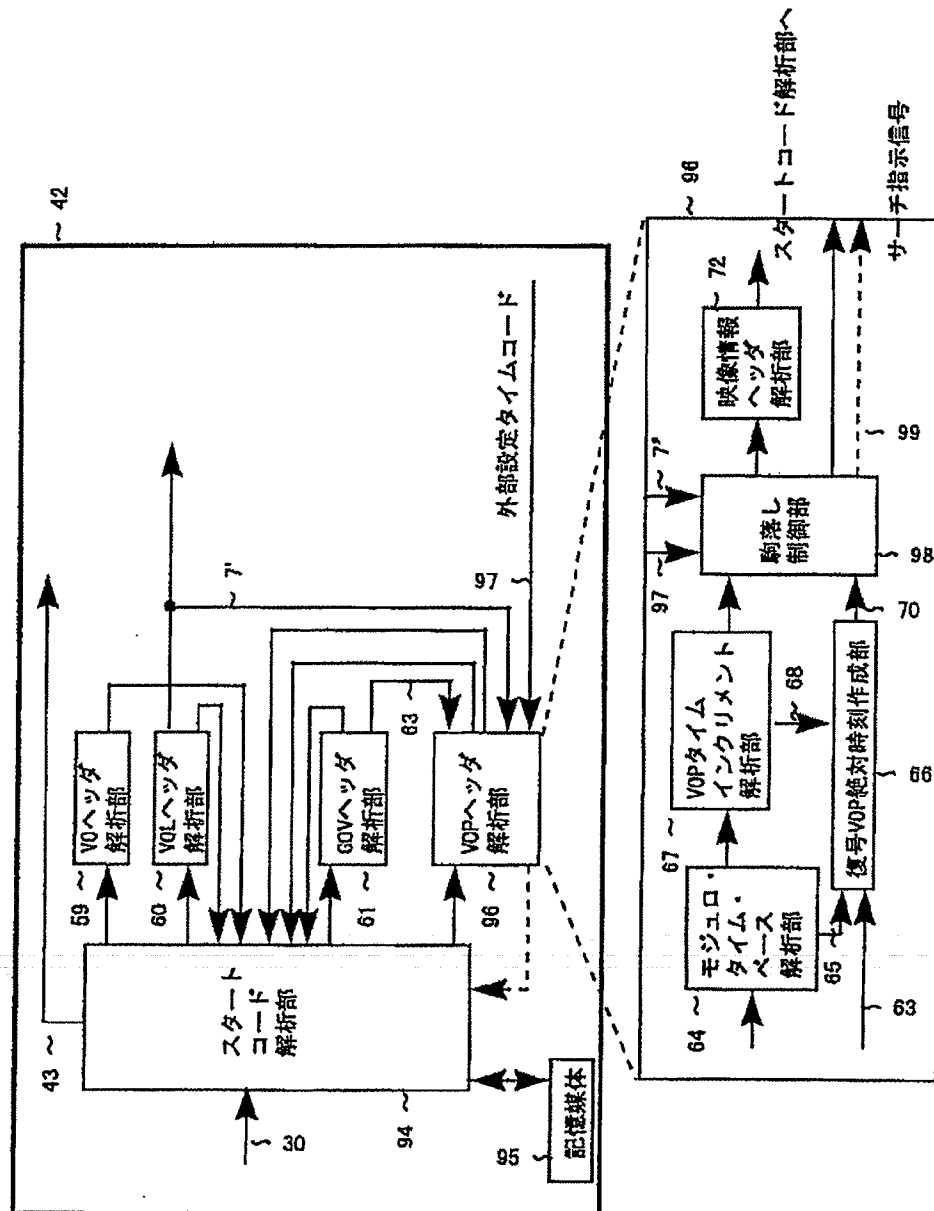 42
43
30
スタート
コード
解析部
94
95
記憶媒体
59
VOヘッダ
解析部
60
VOLヘッダ
解析部
61
GOVヘッダ
解析部
63
96
VOPヘッダ
解析部
7'
97
外部設定タイムコード
96
64
モジュロ・
タイム・
ベース
解析部
65
63
67
VOPタイム
インクリメント
解析部
68
復号VOP絶対時刻作成部
66
70
97
7'
駒落し
制御部
98
72
映像情報
ヘッダ
解析部
99
スタートコード解析部へ
サーチ指示信号